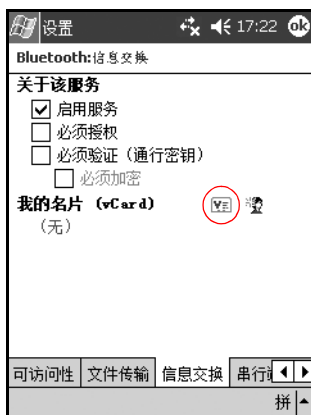 设置 17:22 ok
Bluetooth:信息交换
关于该服务
启用服务
必须授权
必须验证（通行密钥）
必须加密
我的名片 (vCard)
（无）
可访问性 文件传输 信息交换 串行
拼